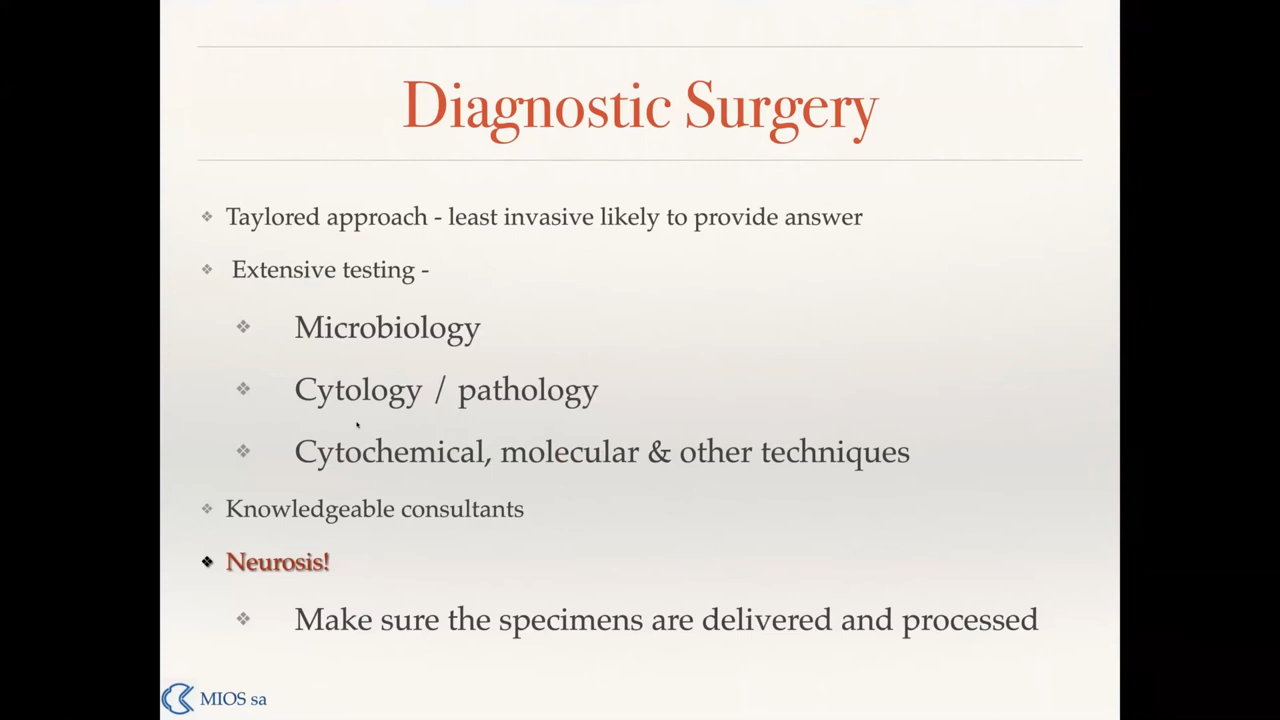 Diagnostic Surgery
Taylored approach - least invasive likely to provide answer
Extensive testing -
Microbiology
Cytology / pathology
Cytochemical, molecular & other techniques
Knowledgeable consultants
Neurosis!
Make sure the specimens are delivered and processed
MIOS sa